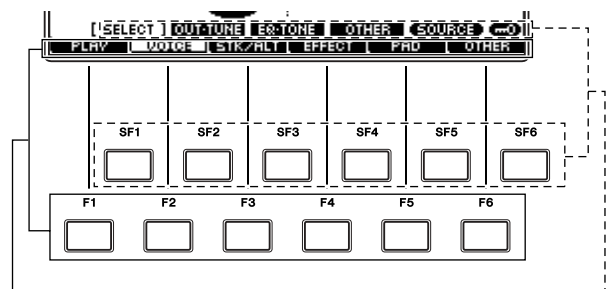 SELECT OUT-TUNE EQ-TONE OTHER SOURCE
PLAY VOICE STK/ALT EFFECT PAD OTHER
SF1 SF2 SF3 SF4 SF5 SF6
F1 F2 F3 F4 F5 F6